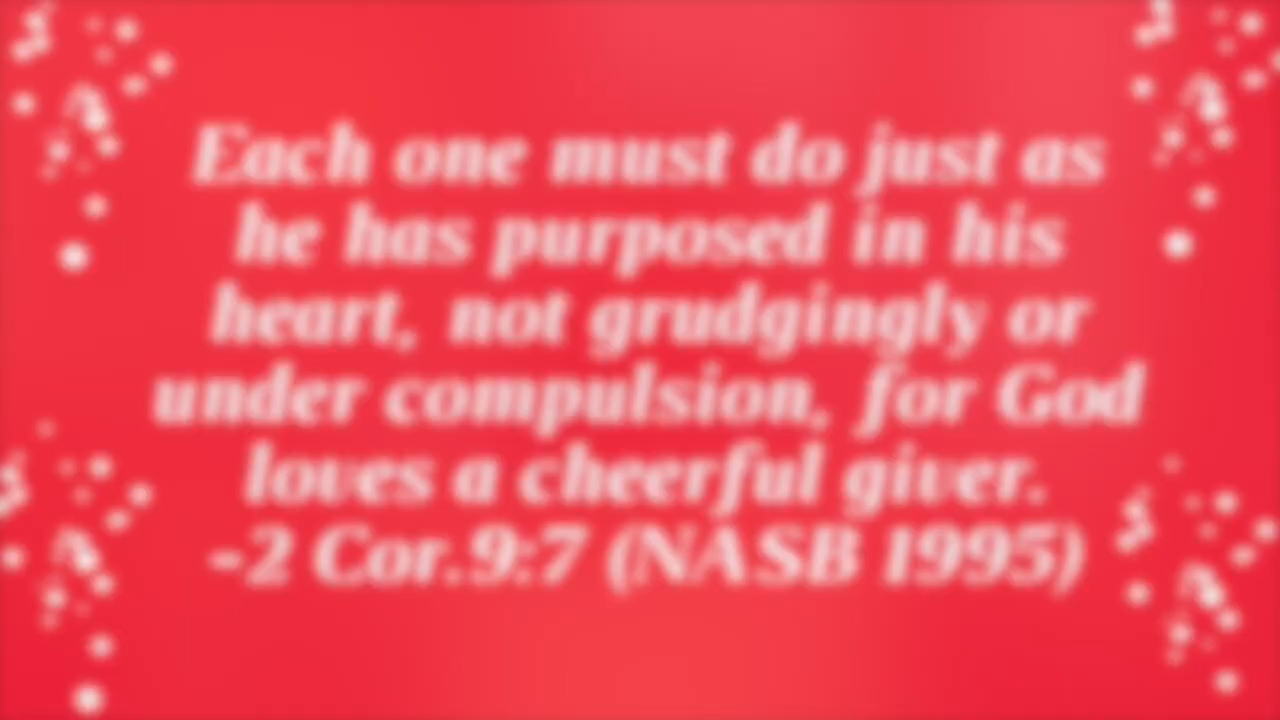 Each one must do just as
he has purposed in his
heart, not grudgingly or
under compulsion, for God
loves a cheerful giver.
-2 Cor.9:7 (NASB 1995)